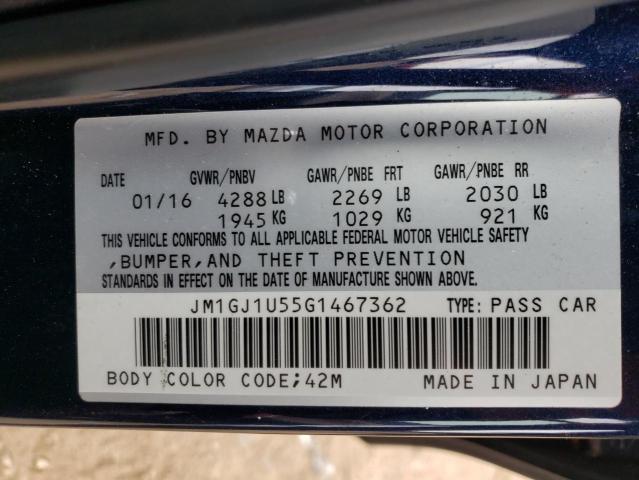 MFD. BY MAZDA MOTOR CORPORATION
DATE GVWR/PNBV GAWR/PNBE FRT GAWR/PNBE RR
01/16 4288 LB 2269 LB 2030 LB
1945 KG 1029 KG 921 KG
THIS VEHICLE CONFORMS TO ALL APPLICABLE FEDERAL MOTOR VEHICLE SAFETY
,BUMPER,AND THEFT PREVENTION
STANDARDS IN EFFECT ON THE DATE OF MANUFACTURE SHOWN ABOVE.
JM1GJ1U55G1467362 TYPE: PASS CAR
BODY COLOR CODE;42M MADE IN JAPAN